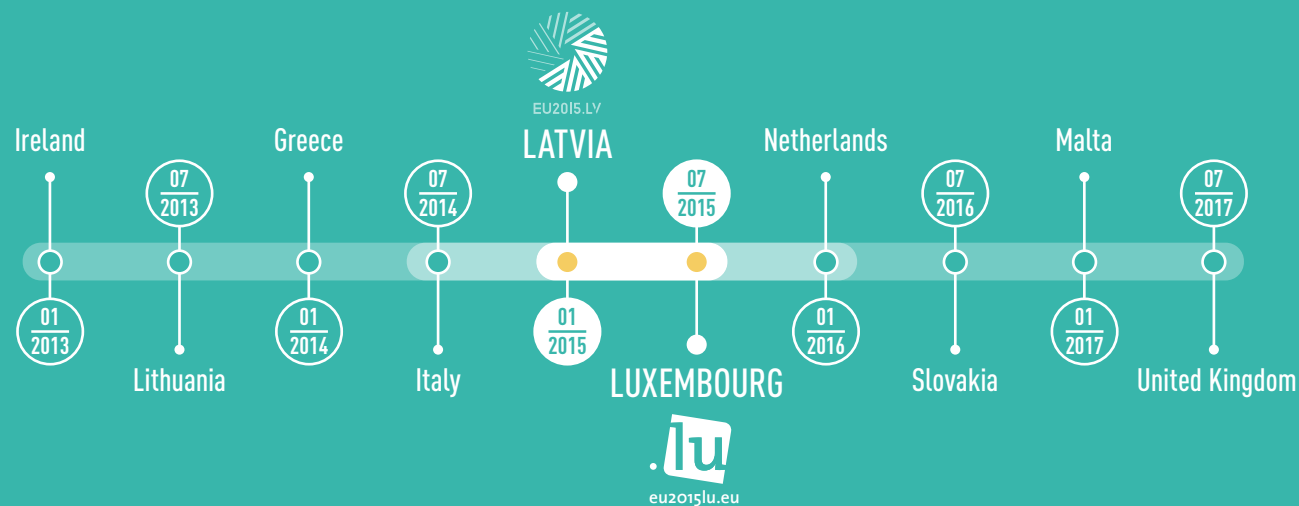 EU2015.LV
Ireland
Greece
LATVIA
Netherlands
Malta
07
2013
07
2014
07
2015
07
2016
07
2017
01
2013
01
2014
01
2015
01
2016
01
2017
Lithuania
Italy
LUXEMBOURG
Slovakia
United Kingdom
.lu
eu2015lu.eu